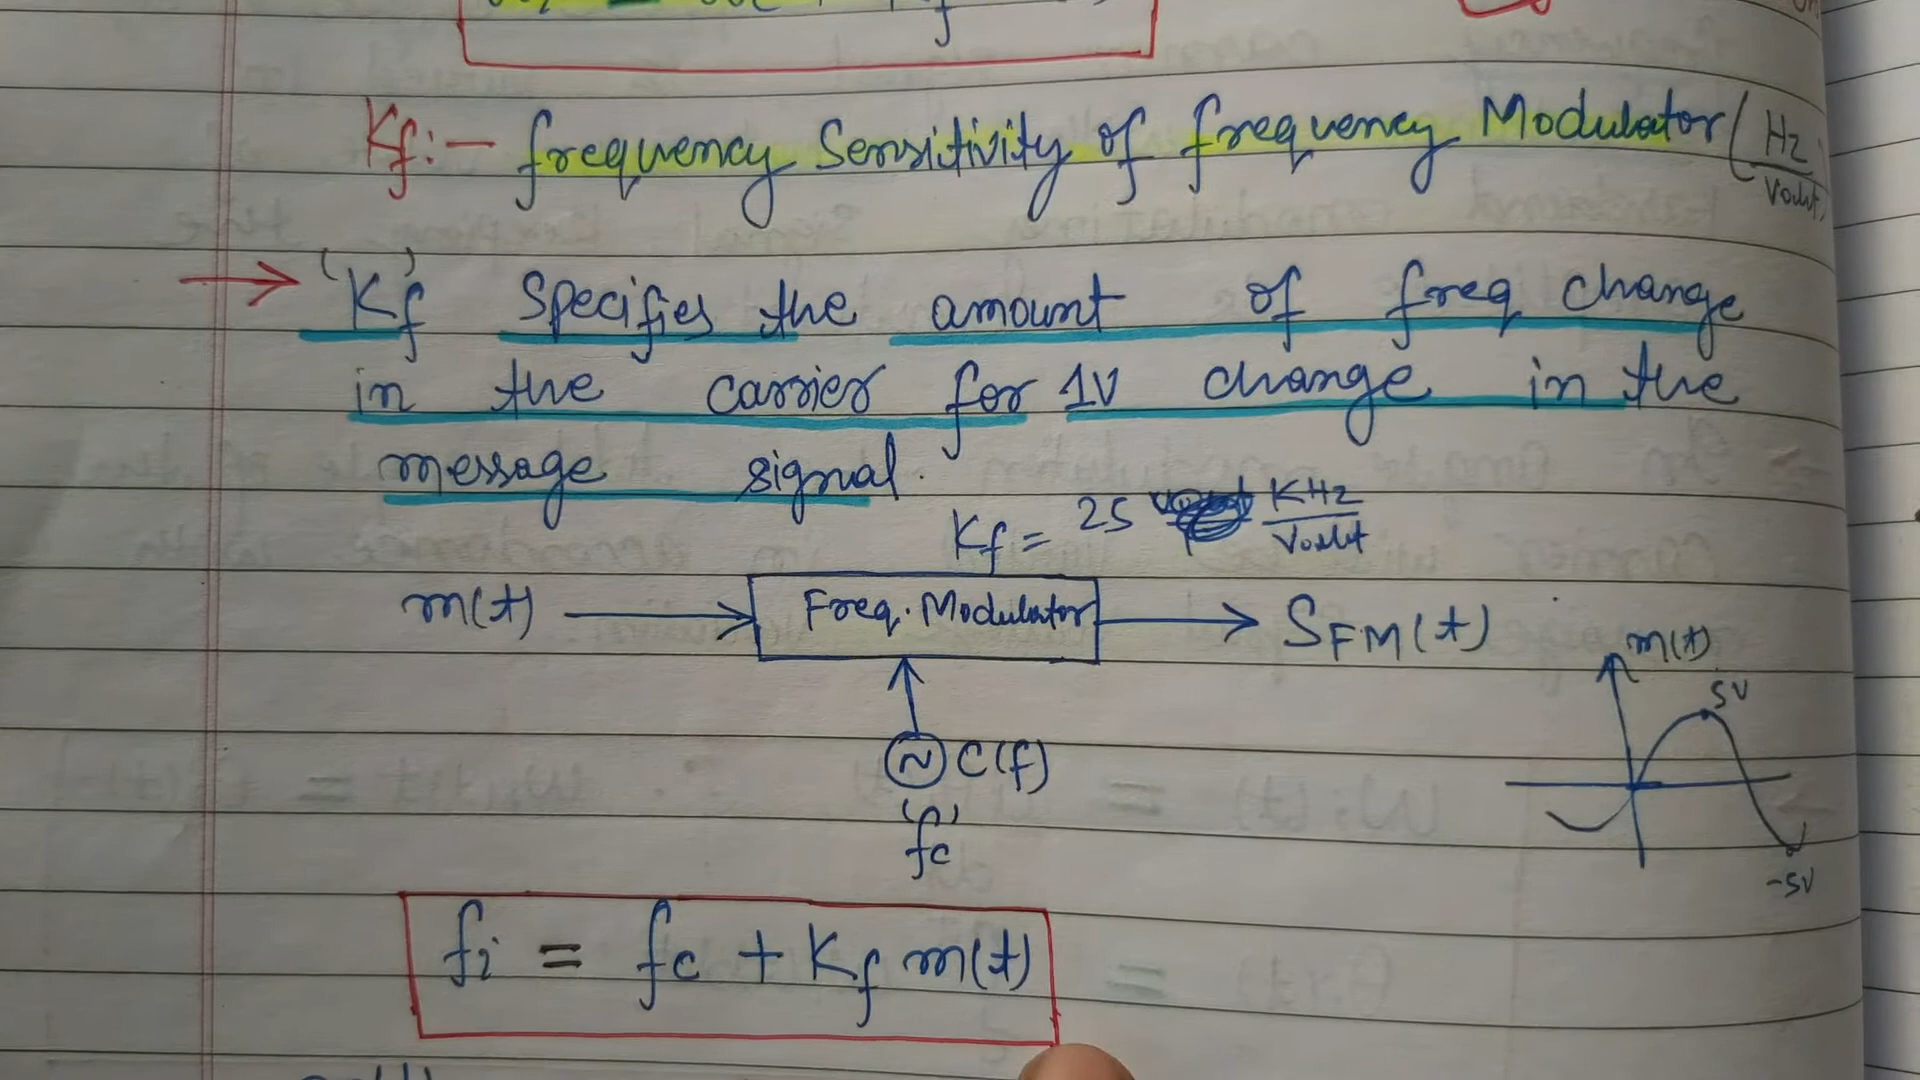 Kf:- frequency Sensitivity of frequency Modulator (Hz/Volt)
→ 'Kf' Specifies the amount of freq change
in the carrier for 1V change in the
message signal.
Kf = 25 KHz/Volt
m(t) → Freq. Modulator → SFM(t)
m(t)
5V
C(f)
'fc'
-5V
fi = fc + Kf m(t)